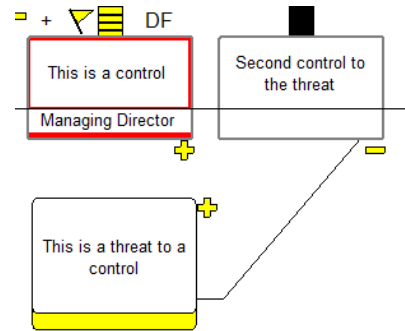 + DF
This is a control
Managing Director
Second control to
the threat
This is a threat to a
control